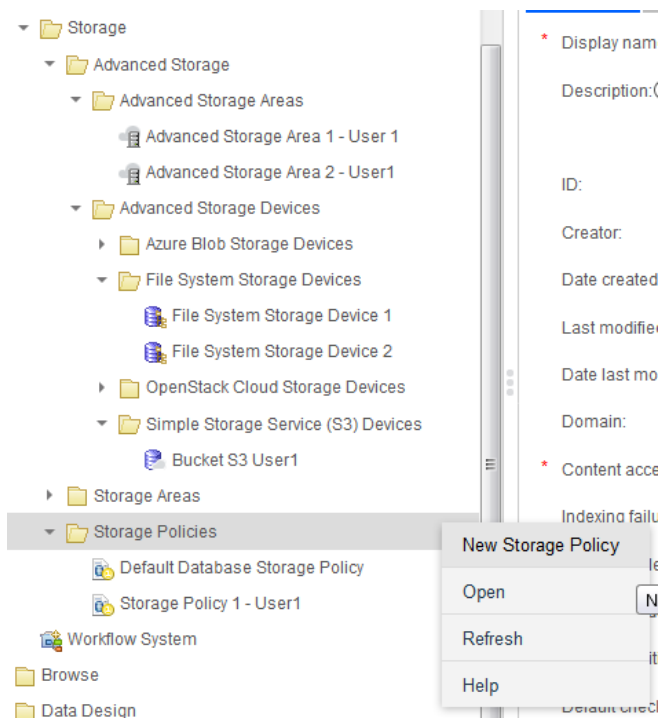 Storage
Advanced Storage
Advanced Storage Areas
Advanced Storage Area 1 - User 1
Advanced Storage Area 2 - User1
Advanced Storage Devices
Azure Blob Storage Devices
File System Storage Devices
File System Storage Device 1
File System Storage Device 2
OpenStack Cloud Storage Devices
Simple Storage Service (S3) Devices
Bucket S3 User1
Storage Areas
Storage Policies
Default Database Storage Policy
Storage Policy 1 - User1
Workflow System
Browse
Data Design
New Storage Policy
Open
Refresh
Help
* Display nam
Description:(
ID:
Creator:
Date created
Last modifie
Date last mo
Domain:
* Content acce
Indexing failu
N
Default chec